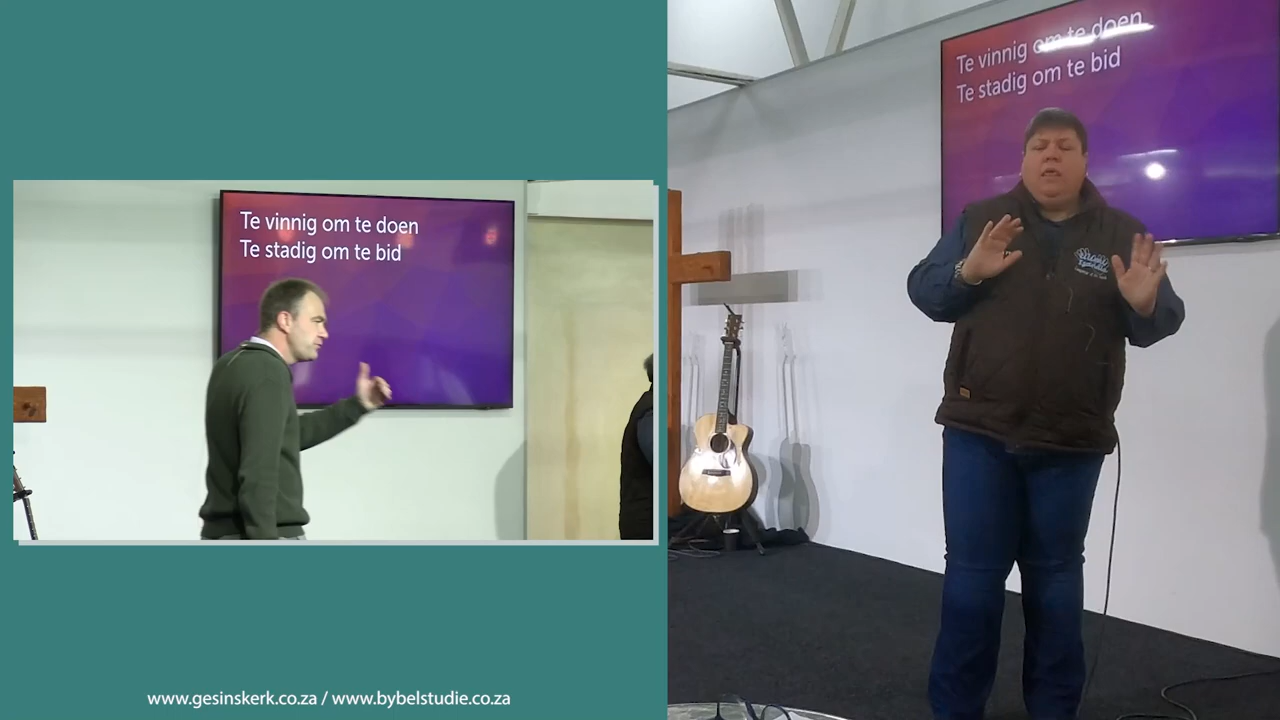 Te vinnig om te doen
Te stadig om te bid
www.gesinskerk.co.za / www.bybelstudie.co.za
Te vinnig om te doen
Te stadig om te bid